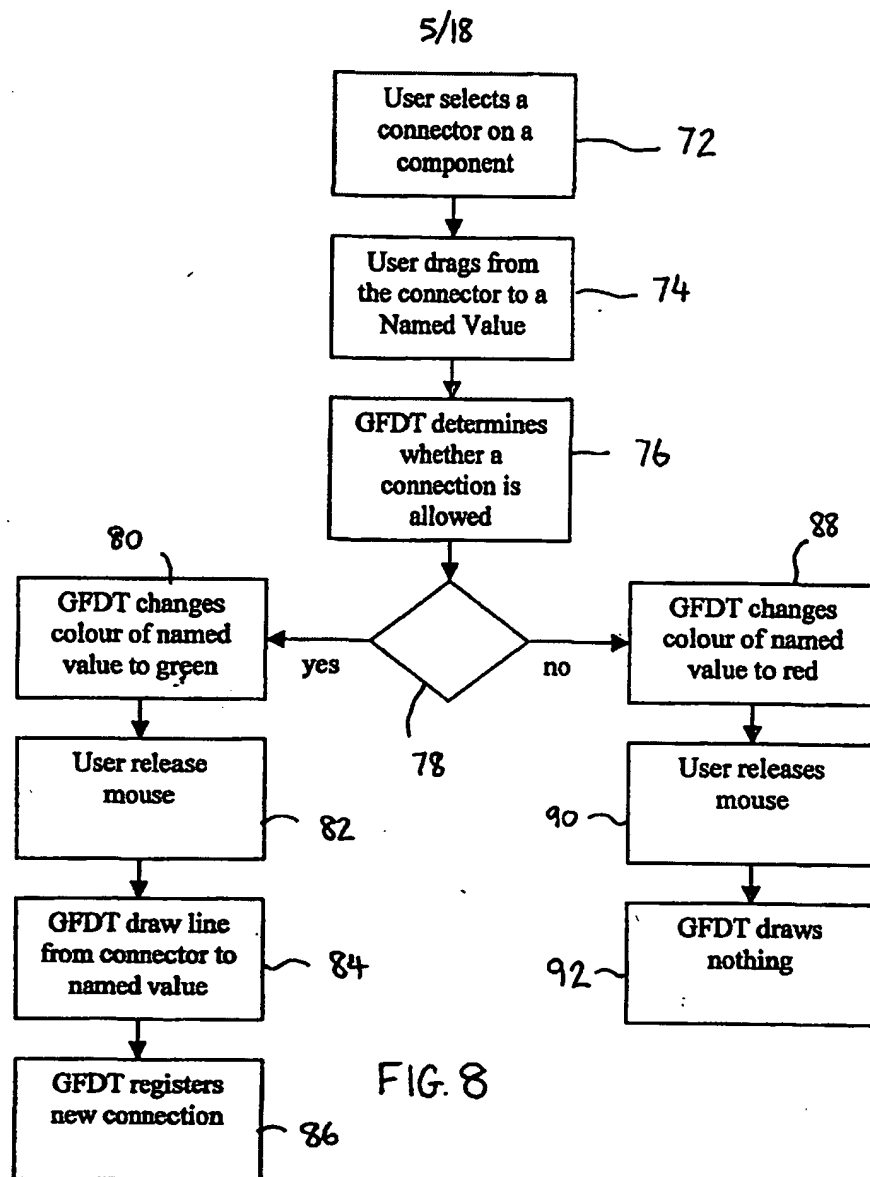 5/18
User selects a
connector on a
component
72
User drags from
the connector to a
Named Value
74
GFDT determines
whether a
connection is
allowed
76
78
yes
no
80
GFDT changes
colour of named
value to green
User release
mouse
82
GFDT draw line
from connector to
named value
84
GFDT registers
new connection
86
88
GFDT changes
colour of named
value to red
User releases
mouse
90
GFDT draws
nothing
92
FIG. 8